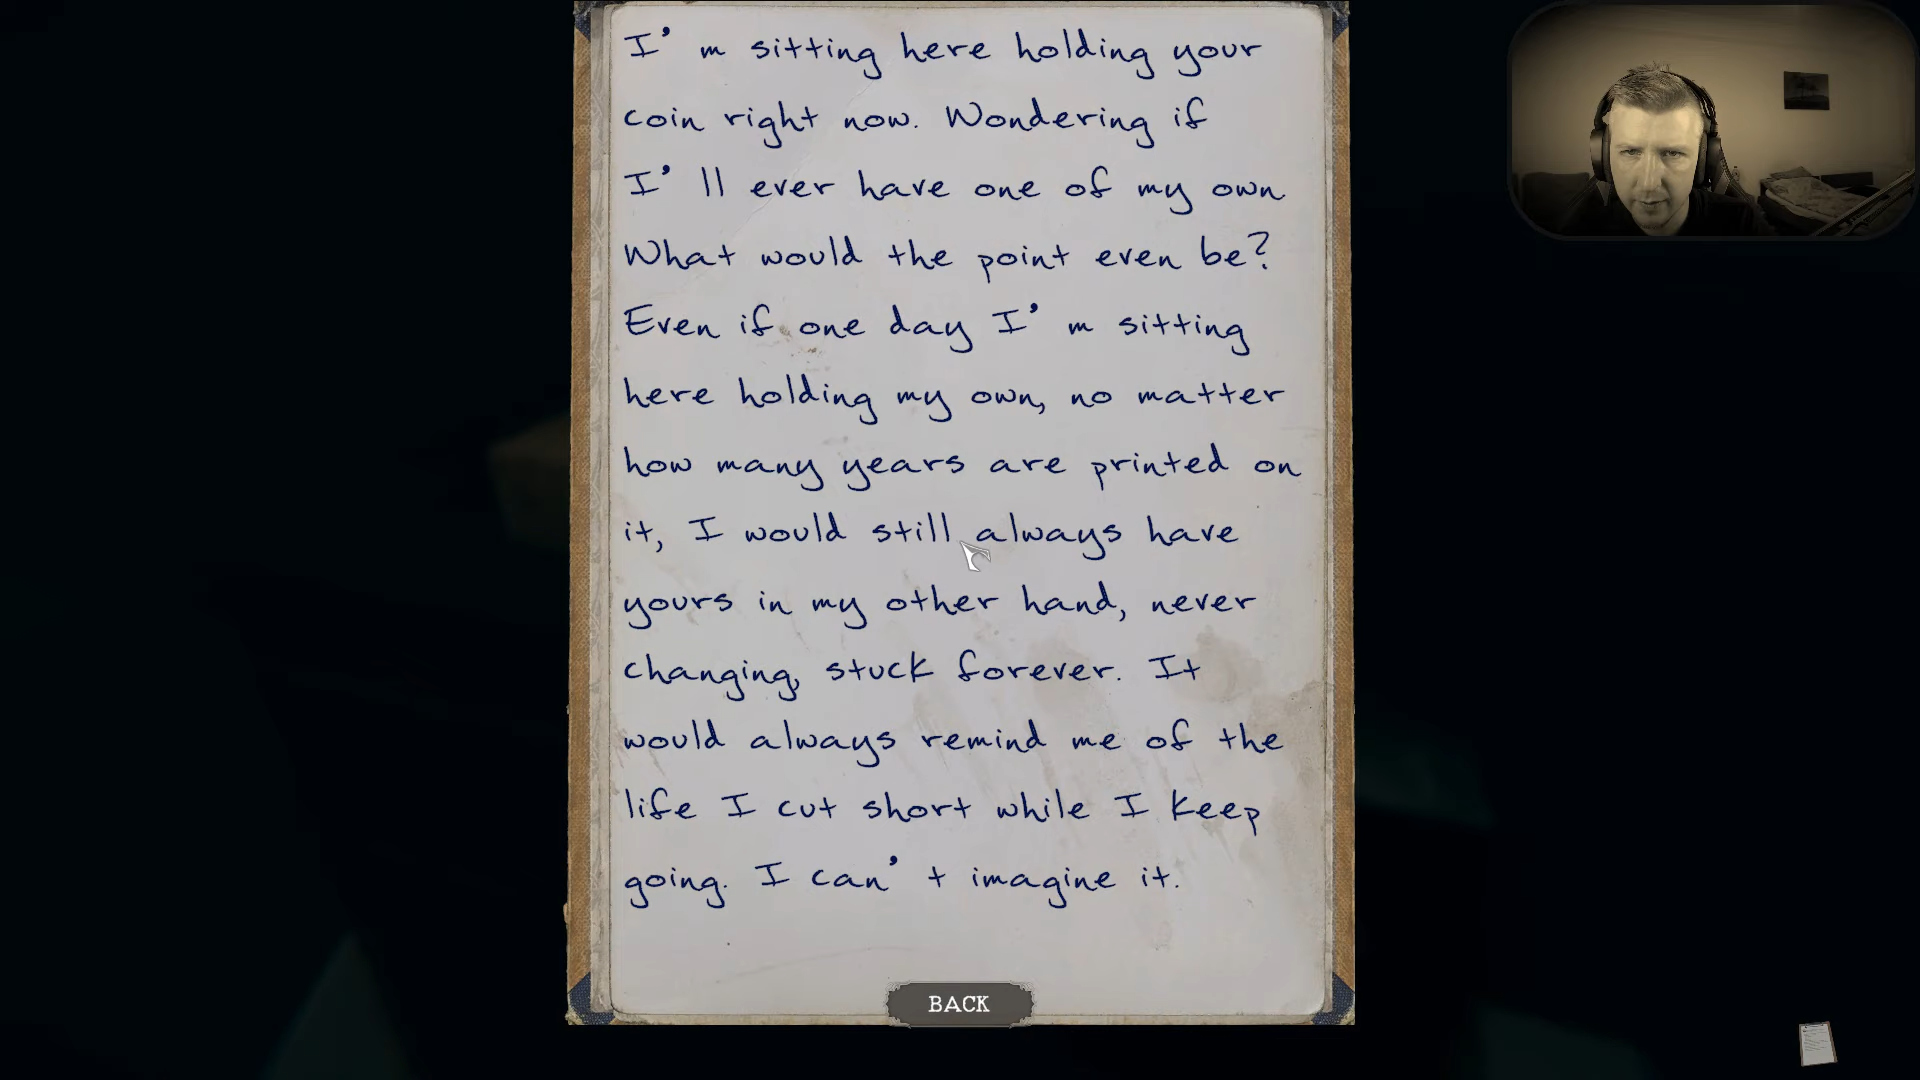 I' m sitting here holding your
coin right now. Wondering if
I' ll ever have one of my own
What would the point even be?
Even if one day I' m sitting
here holding my own, no matter
how many years are printed on
it, I would still always have
yours in my other hand, never
changing, stuck forever. It
would always remind me of the
life I cut short while I keep
going. I can' t imagine it.
BACK